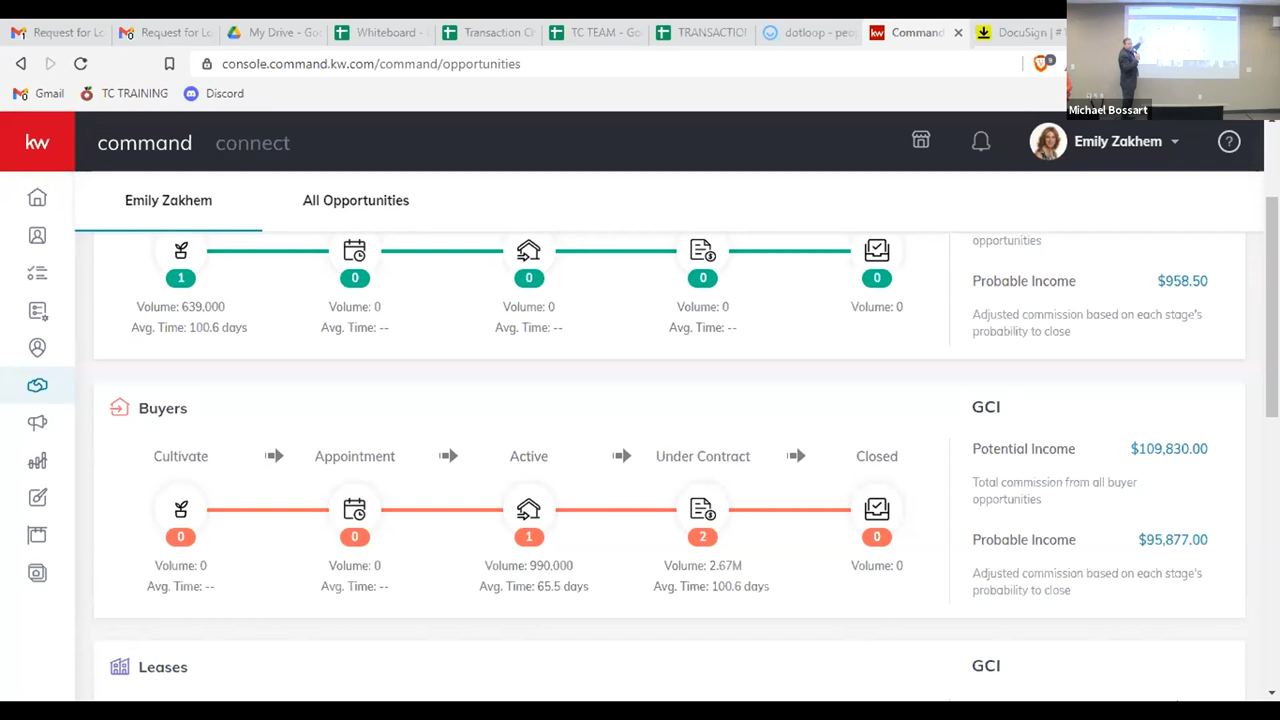 Request for Lo
Request for Lo
My Drive - Goo
Whiteboard -
Transaction C
TC TEAM - Go
TRANSACTIO
dotloop - peo
kw Command
DocuSign | #
console.command.kw.com/command/opportunities
9
Gmail
TC TRAINING
Discord
Michael Bossart
kw
command
connect
Emily Zakhem
?
Emily Zakhem
All Opportunities
opportunities
1
0
0
0
0
Probable Income
$958.50
Volume: 639,000
Volume: 0
Volume: 0
Volume: 0
Volume: 0
Avg. Time: 100.6 days
Avg. Time: --
Avg. Time: --
Avg. Time: --
Adjusted commission based on each stage's
probability to close
Buyers
GCI
Cultivate
Appointment
Active
Under Contract
Closed
Potential Income
$109,830.00
Total commission from all buyer
opportunities
0
0
1
2
0
Probable Income
$95,877.00
Volume: 0
Volume: 0
Volume: 990,000
Volume: 2.67M
Volume: 0
Avg. Time: --
Avg. Time: --
Avg. Time: 65.5 days
Avg. Time: 100.6 days
Adjusted commission based on each stage's
probability to close
Leases
GCI